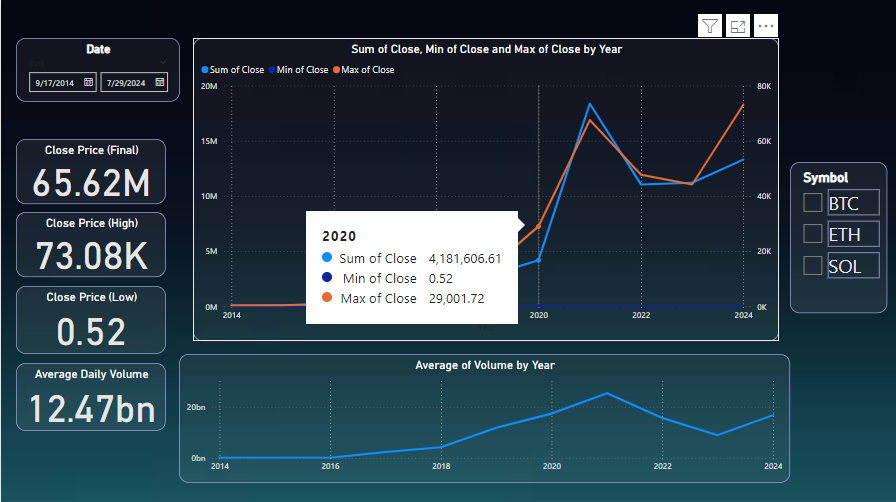 Date
9/17/2014 7/29/2024
Close Price (Final)
65.62M
Close Price (High)
73.08K
Close Price (Low)
0.52
Average Daily Volume
12.47bn
Sum of Close, Min of Close and Max of Close by Year
Sum of Close Min of Close Max of Close
20M 80K
15M 60K
10M 40K
5M 20K
0M 0K
2014 2020 2022 2024
2020
Sum of Close 4,181,606.61
Min of Close 0.52
Max of Close 29,001.72
Average of Volume by Year
20bn
0bn
2014 2016 2018 2020 2022 2024
Symbol
BTC
ETH
SOL